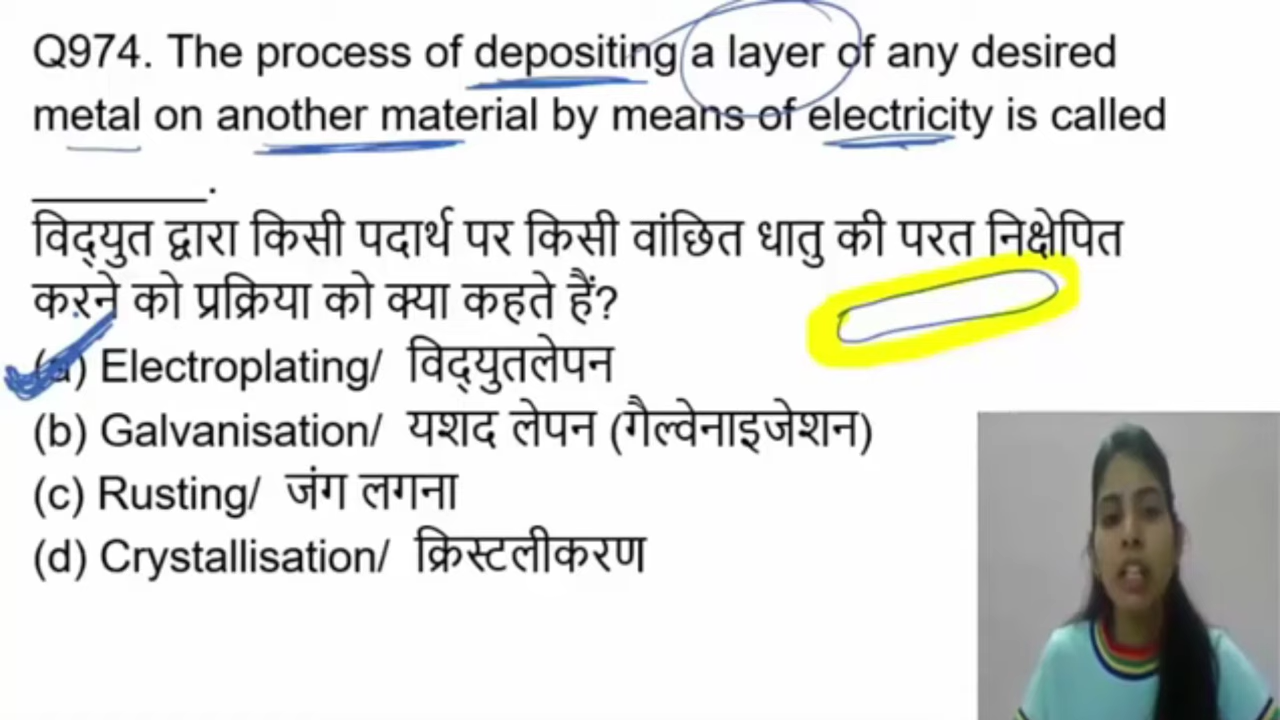 Q974. The process of depositing a layer of any desired
metal on another material by means of electricity is called
_______.
विद्युत द्वारा किसी पदार्थ पर किसी वांछित धातु की परत निक्षेपित
करने को प्रक्रिया को क्या कहते हैं?
(a) Electroplating/ विद्युतलेपन
(b) Galvanisation/ यशद लेपन (गैल्वेनाइजेशन)
(c) Rusting/ जंग लगना
(d) Crystallisation/ क्रिस्टलीकरण